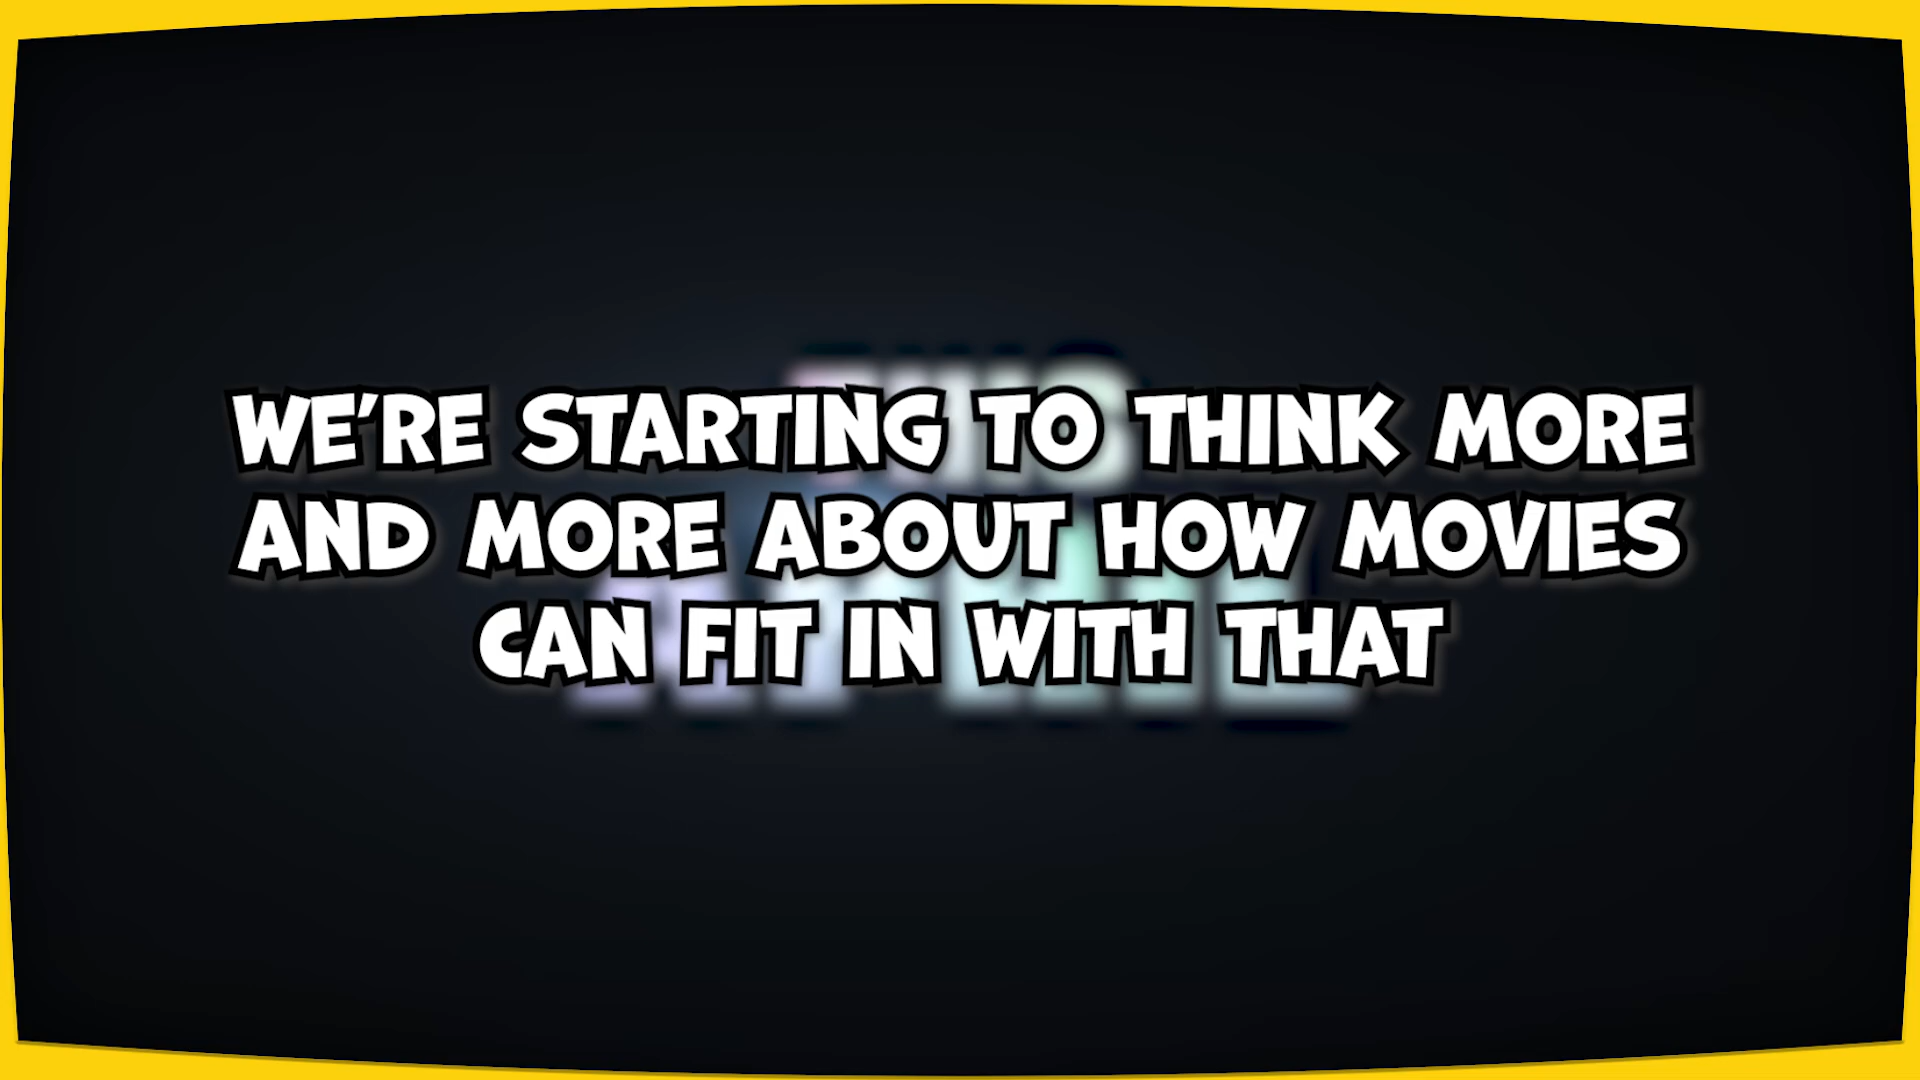 WE'RE STARTING TO THINK MORE
AND MORE ABOUT HOW MOVIES
CAN FIT IN WITH THAT